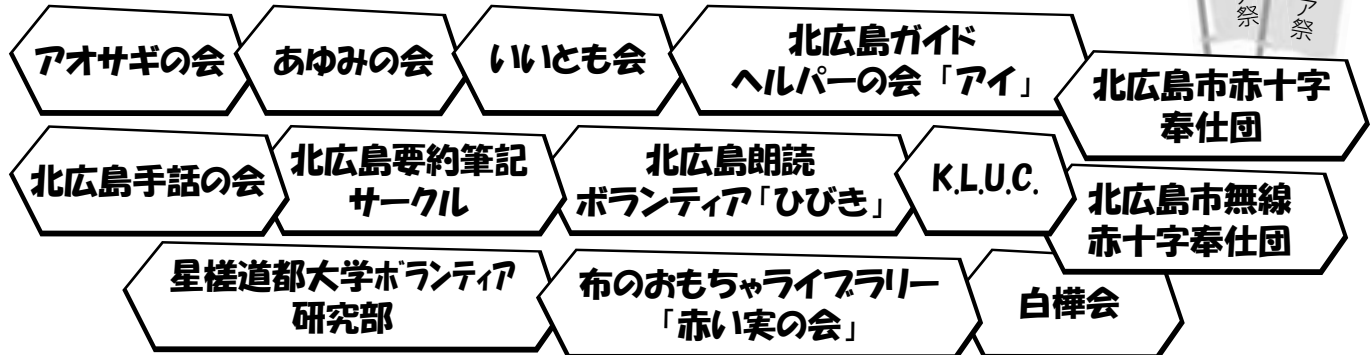 アオサギの会
あゆみの会
いいとも会
北広島ガイド
ヘルパーの会「アイ」
北広島市赤十字
奉仕団
北広島手話の会
北広島要約筆記
サークル
北広島朗読
ボランティア「ひびき」
K.L.U.C.
北広島市無線
赤十字奉仕団
星槎道都大学ボランティア
研究部
布のおもちゃライブラリー
「赤い実の会」
白樺会
祭
ア祭